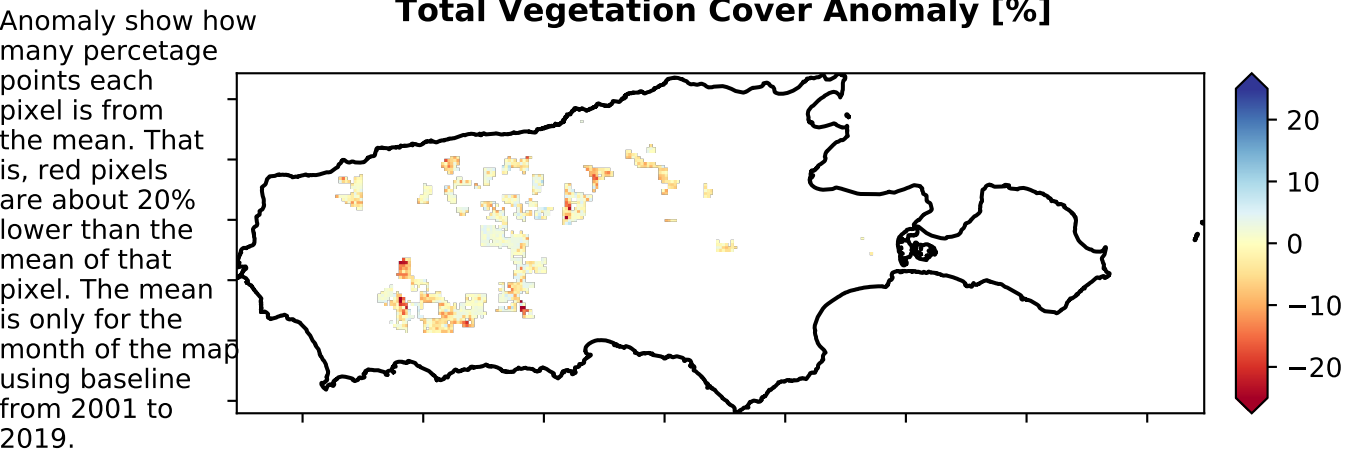 Total Vegetation Cover Anomaly [%]
Anomaly show how
many percetage
points each
pixel is from
the mean. That
is, red pixels
are about 20%
lower than the
mean of that
pixel. The mean
is only for the
month of the map
using baseline
from 2001 to
2019.
20
10
0
−10
−20